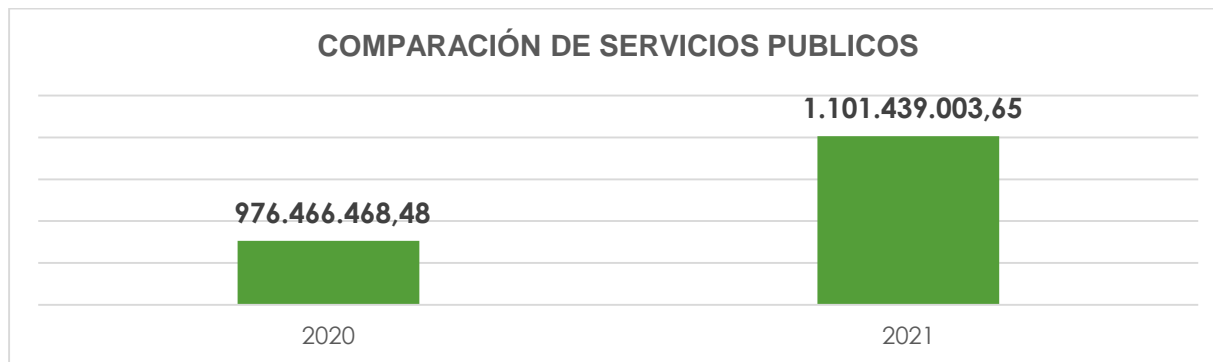 COMPARACIÓN DE SERVICIOS PUBLICOS
1.101.439.003,65
976.466.468,48
2020 2021